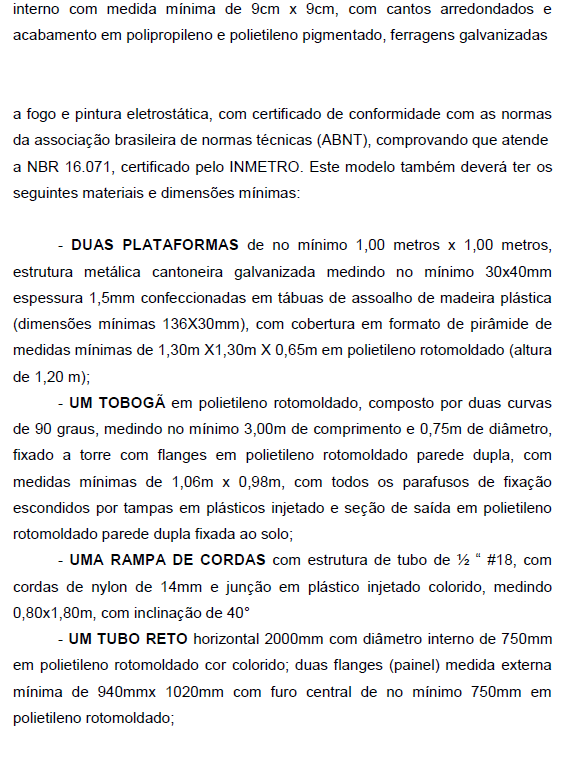 interno com medida mínima de 9cm x 9cm, com cantos arredondados e
acabamento em polipropileno e polietileno pigmentado, ferragens galvanizadas
a fogo e pintura eletrostática, com certificado de conformidade com as normas
da associação brasileira de normas técnicas (ABNT), comprovando que atende
a NBR 16.071, certificado pelo INMETRO. Este modelo também deverá ter os
seguintes materiais e dimensões mínimas:
- DUAS PLATAFORMAS de no mínimo 1,00 metros x 1,00 metros,
estrutura metálica cantoneira galvanizada medindo no mínimo 30x40mm
espessura 1,5mm confeccionadas em tábuas de assoalho de madeira plástica
(dimensões mínimas 136X30mm), com cobertura em formato de pirâmide de
medidas mínimas de 1,30m X1,30m X 0,65m em polietileno rotomoldado (altura
de 1,20 m);
- UM TOBOGÃ em polietileno rotomoldado, composto por duas curvas
de 90 graus, medindo no mínimo 3,00m de comprimento e 0,75m de diâmetro,
fixado a torre com flanges em polietileno rotomoldado parede dupla, com
medidas mínimas de 1,06m x 0,98m, com todos os parafusos de fixação
escondidos por tampas em plásticos injetado e seção de saída em polietileno
rotomoldado parede dupla fixada ao solo;
- UMA RAMPA DE CORDAS com estrutura de tubo de ½ “ #18, com
cordas de nylon de 14mm e junção em plástico injetado colorido, medindo
0,80x1,80m, com inclinação de 40°
- UM TUBO RETO horizontal 2000mm com diâmetro interno de 750mm
em polietileno rotomoldado cor colorido; duas flanges (painel) medida externa
mínima de 940mmx 1020mm com furo central de no mínimo 750mm em
polietileno rotomoldado;